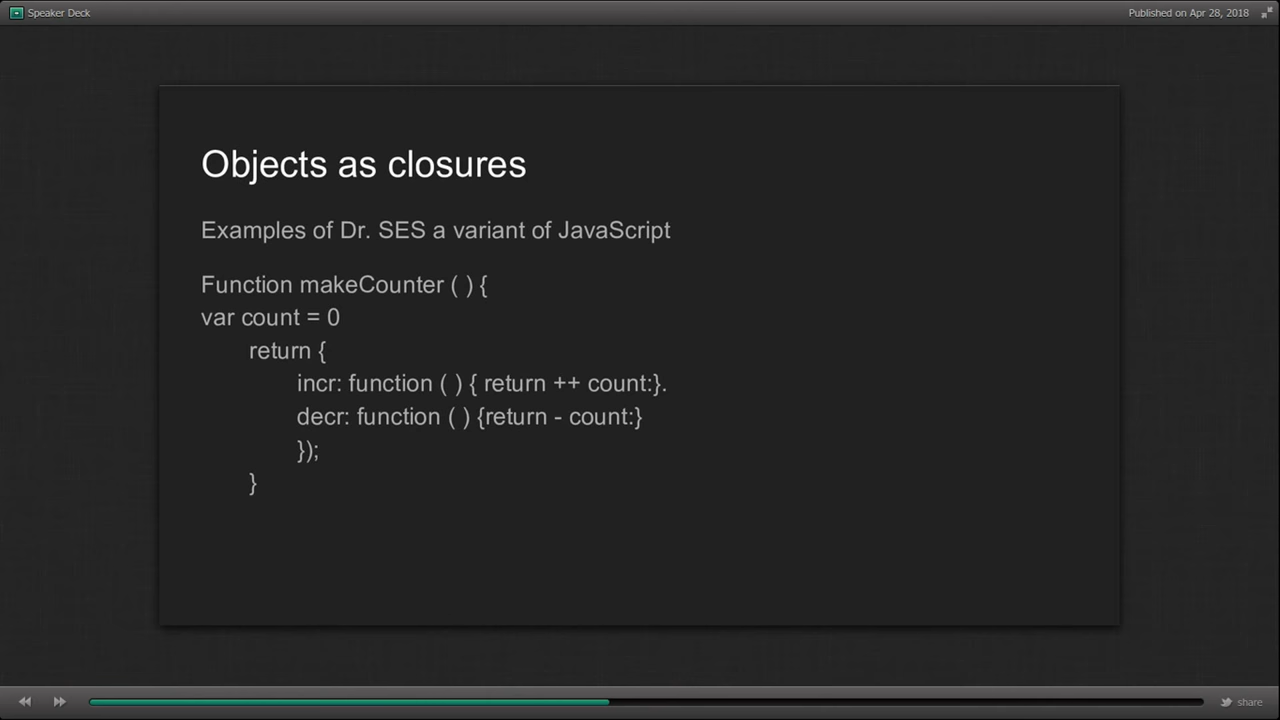 Speaker Deck
Published on Apr 28, 2018
Objects as closures
Examples of Dr. SES a variant of JavaScript
Function makeCounter ( ) {
var count = 0
return {
incr: function ( ) { return ++ count:}.
decr: function ( ) {return - count:}
});
}
share